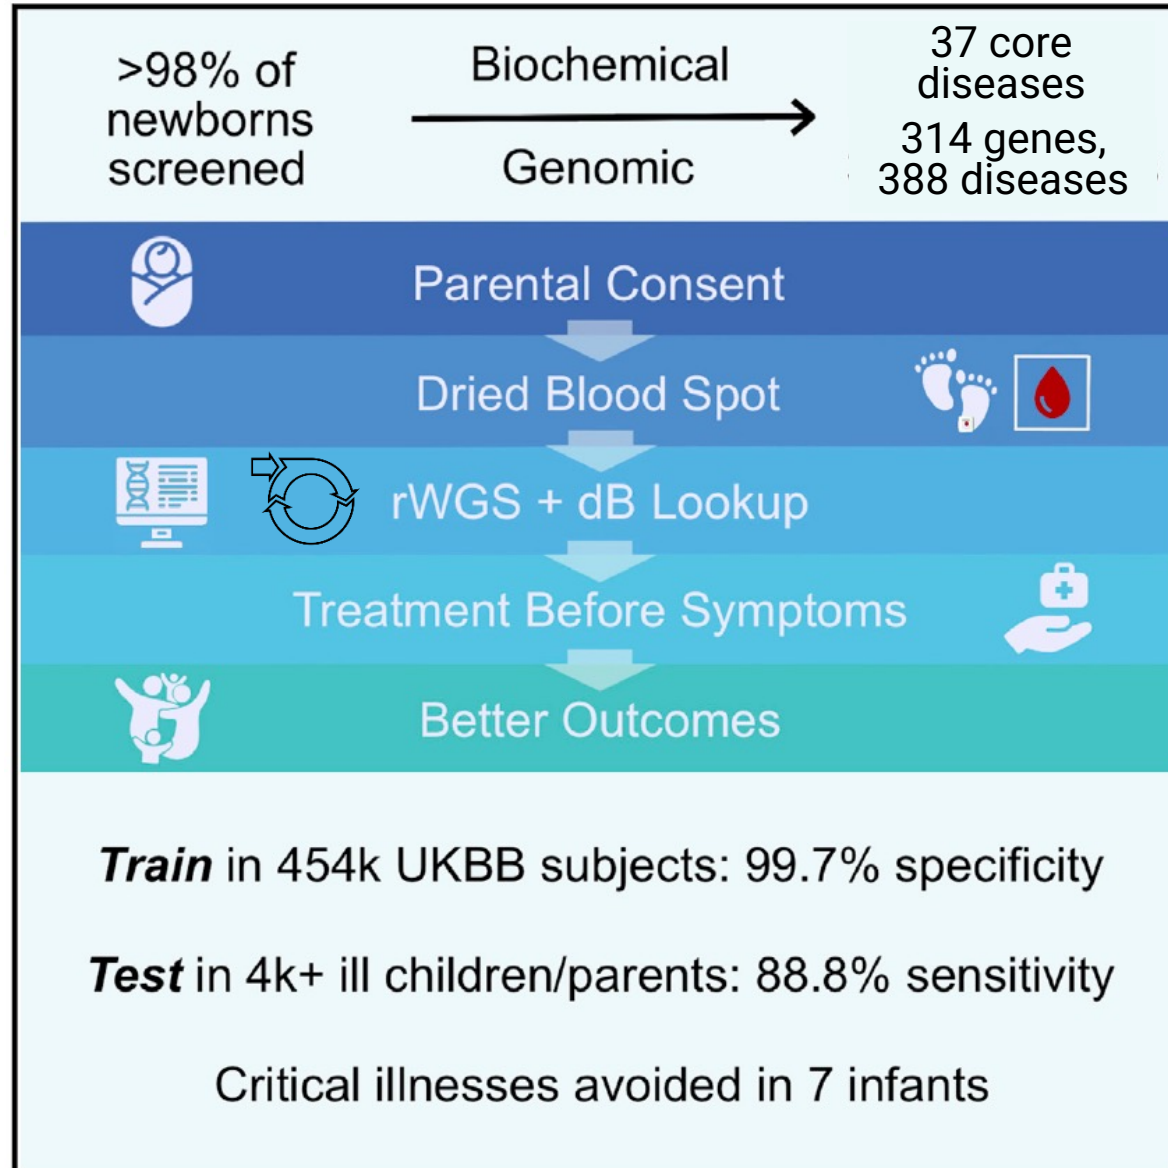 >98% of
newborns
screened
Biochemical
Genomic
37 core
diseases
314 genes,
388 diseases
Parental Consent
Dried Blood Spot
rWGS + dB Lookup
Treatment Before Symptoms
Better Outcomes
Train in 454k UKBB subjects: 99.7% specificity
Test in 4k+ ill children/parents: 88.8% sensitivity
Critical illnesses avoided in 7 infants